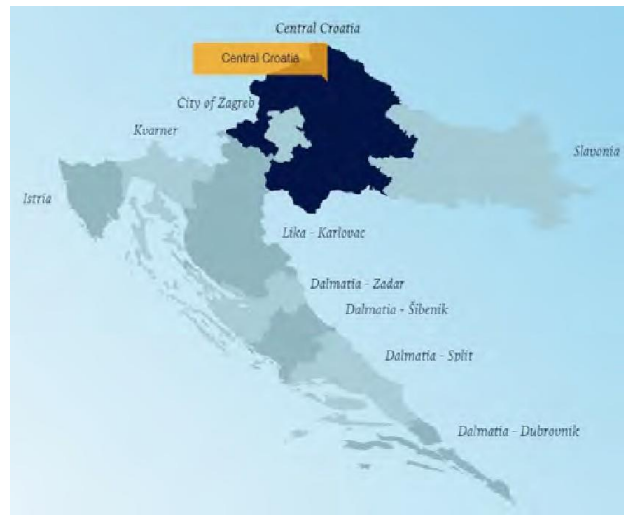 Central Croatia
Central Croatia
City of Zagreb
Kvarner
Slavonia
Istria
Lika - Karlovac
Dalmatia - Zadar
Dalmatia - Šibenik
Dalmatia - Split
Dalmatia - Dubrovnik